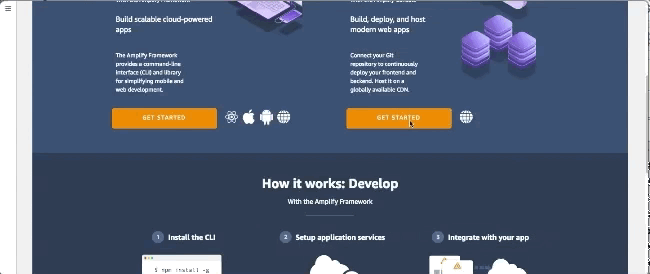 Build scalable cloud-powered
apps
The Amplify Framework
provides a command-line
interface (CLI) and library
for simplifying mobile and
web development.
GET STARTED
Build, deploy, and host
modern web apps
Connect your Git
repository to continuously
deploy your frontend and
backend. Host it on a
globally available CDN.
GET STARTED
How it works: Develop
With the Amplify Framework
1 Install the CLI
2 Setup application services
3 Integrate with your app
$ npm install -g